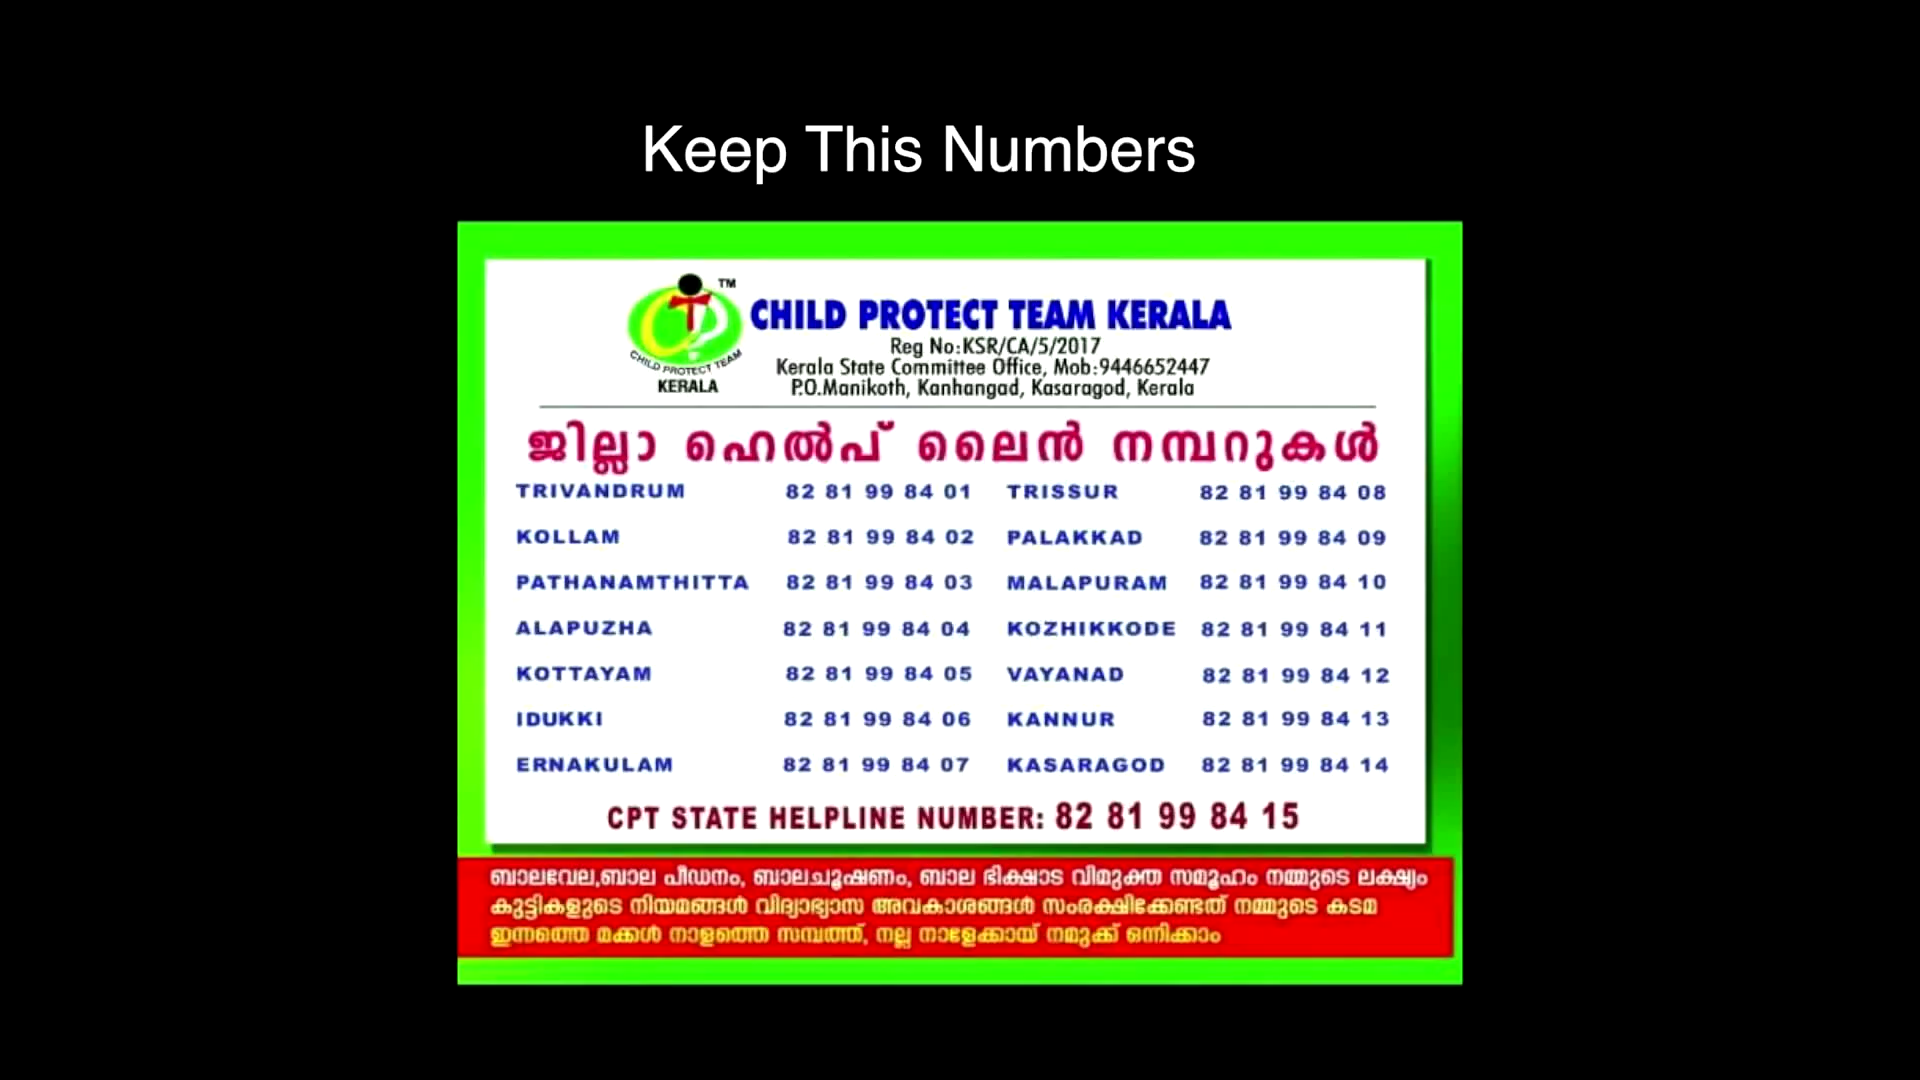 Keep This Numbers
TM
CHILD PROTECT TEAM KERALA
Reg No:KSR/CA/5/2017
Kerala State Committee Office, Mob:9446652447
P.O.Manikoth, Kanhangad, Kasaragod, Kerala
CHILD PROTECT TEAM
KERALA
ജില്ലാ ഹെൽപ് ലൈൻ നമ്പറുകൾ
TRIVANDRUM 82 81 99 84 01 TRISSUR 82 81 99 84 08
KOLLAM 82 81 99 84 02 PALAKKAD 82 81 99 84 09
PATHANAMTHITTA 82 81 99 84 03 MALAPURAM 82 81 99 84 10
ALAPUZHA 82 81 99 84 04 KOZHIKKODE 82 81 99 84 11
KOTTAYAM 82 81 99 84 05 VAYANAD 82 81 99 84 12
IDUKKI 82 81 99 84 06 KANNUR 82 81 99 84 13
ERNAKULAM 82 81 99 84 07 KASARAGOD 82 81 99 84 14
CPT STATE HELPLINE NUMBER: 82 81 99 84 15
ബാലവേല,ബാല പീഡനം, ബാലചൂഷണം, ബാല ഭിക്ഷാട വിമുക്ത സമൂഹം നമ്മുടെ ലക്ഷ്യം
കുട്ടികളുടെ നിയമങ്ങൾ വിദ്യാഭ്യാസ അവകാശങ്ങൾ സംരക്ഷിക്കേണ്ടത് നമ്മുടെ കടമ
ഇന്നത്തെ മക്കൾ നാളത്തെ സമ്പത്ത്, നല്ല നാളേക്കായ് നമുക്ക് ഒന്നിക്കാം